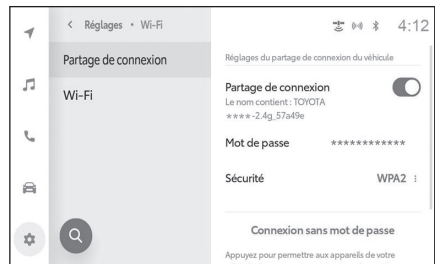 Réglages • Wi-Fi
4:12
Partage de connexion
Wi-Fi
Réglages du partage de connexion du véhicule
Partage de connexion
Le nom contient : TOYOTA
****-2.4g_57a49e
Mot de passe ************
Sécurité WPA2
Connexion sans mot de passe
Appuyez pour permettre aux appareils de votre